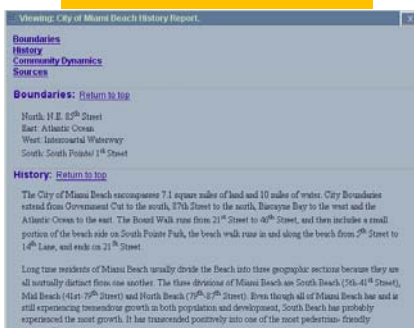 Viewing: City of Miami Beach History Report.
X
Boundaries
History
Community Dynamics
Sources
Boundaries: Return to top
North: N.E. 85th Street
East: Atlantic Ocean
West: Intercoastal Waterway
South: South Pointe/ 1st Street
History: Return to top
The City of Miami Beach encompasses 7.1 square miles of land and 10 miles of water. City Boundaries
extend from Government Cut to the south, 87th Street to the north, Biscayne Bay to the west and the
Atlantic Ocean to the east. The Board Walk runs from 21st Street to 46th Street, and then includes a small
portion of the beach side on South Pointe Park, the beach walk runs in and along the beach from 5th Street to
14th Lane, and ends on 21st Street.
Long time residents of Miami Beach usually divide the Beach into three geographic sections because they are
all mutually distinct from one another. The three divisions of Miami Beach are South Beach (5th-41st Street),
Mid Beach (41st-79th Street) and North Beach (79th-87th Street). Even though all of Miami Beach has and is
still experiencing tremendous growth in both population and development, South Beach has probably
experienced the most growth. It has transcended positively into one of the most pedestrian- friendly